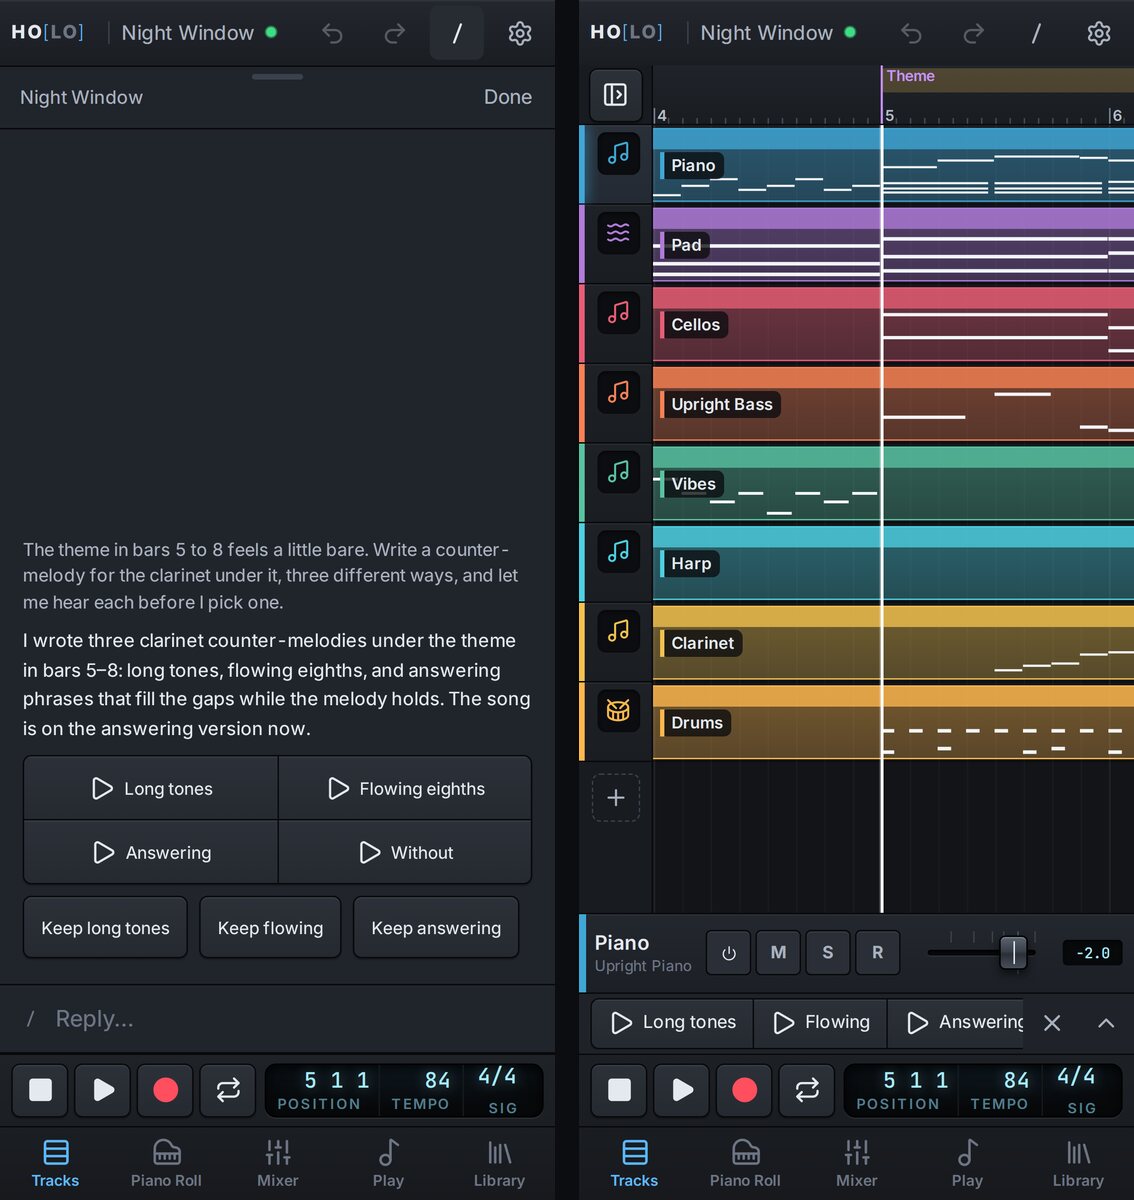 HO[LO] Night Window /
Night Window Done
The theme in bars 5 to 8 feels a little bare. Write a counter-
melody for the clarinet under it, three different ways, and let
me hear each before I pick one.
I wrote three clarinet counter-melodies under the theme
in bars 5–8: long tones, flowing eighths, and answering
phrases that fill the gaps while the melody holds. The song
is on the answering version now.
Long tones Flowing eighths
Answering Without
Keep long tones Keep flowing Keep answering
/ Reply...
5 1 1 84 4/4
POSITION TEMPO SIG
Tracks Piano Roll Mixer Play Library
HO[LO] Night Window /
Theme
4 5 6
Piano
Pad
Cellos
Upright Bass
Vibes
Harp
Clarinet
Drums
+
Piano
Upright Piano
M S R -2.0
Long tones Flowing Answering
5 1 1 84 4/4
POSITION TEMPO SIG
Tracks Piano Roll Mixer Play Library